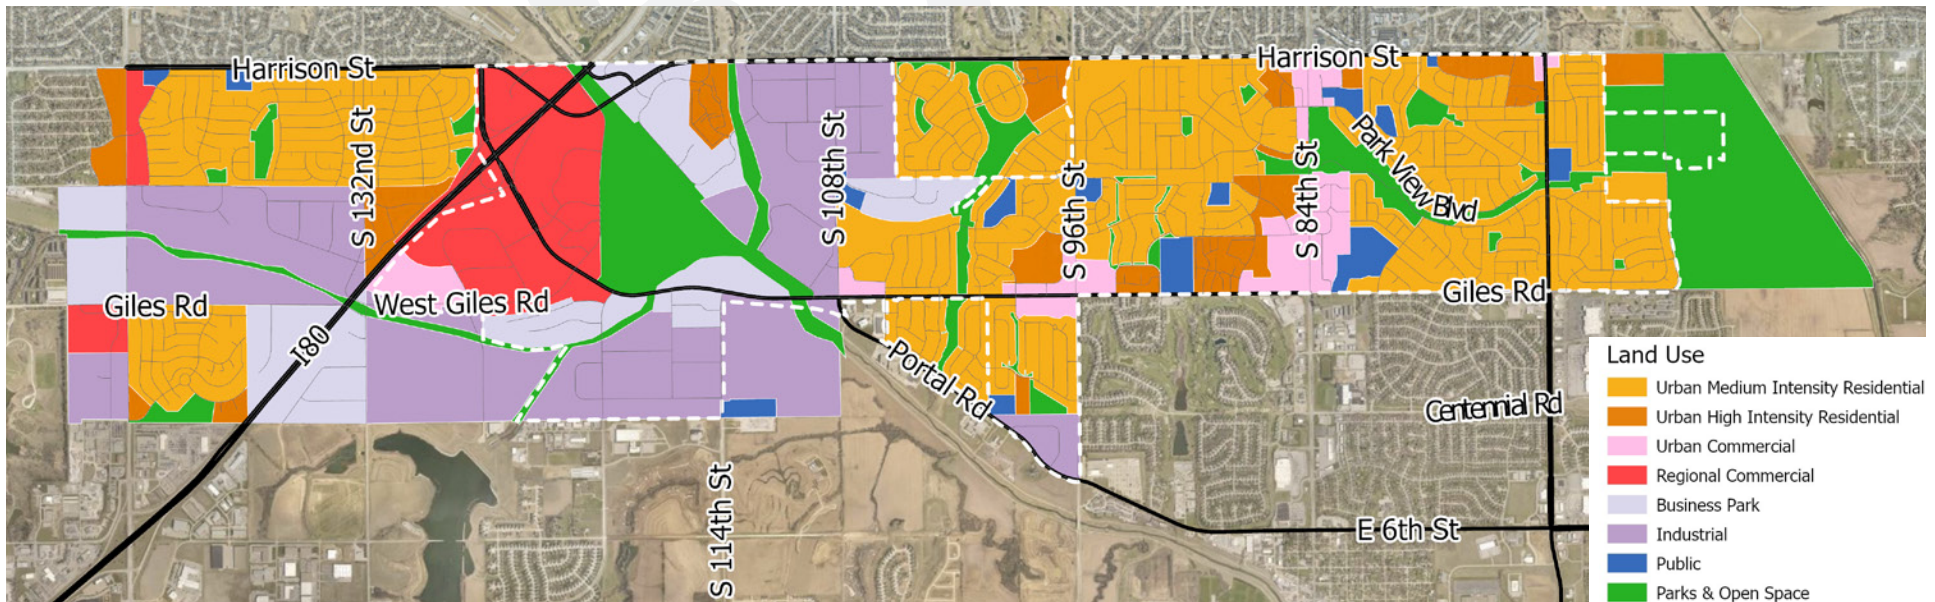 Harrison St
Harrison St
S 132nd St
S 108th St
S 96th St
S 84th St
Park View Blvd
Giles Rd
West Giles Rd
Giles Rd
I80
Portal Rd
Centennial Rd
S 114th St
E 6th St
Land Use
Urban Medium Intensity Residential
Urban High Intensity Residential
Urban Commercial
Regional Commercial
Business Park
Industrial
Public
Parks & Open Space